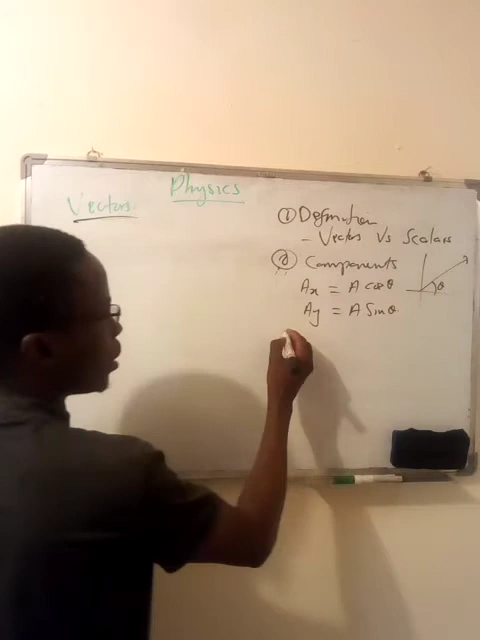 Physics
Vectors
① Definition
- Vectors Vs Scalars
② Components
Ax = A cosθ
Ay = A Sinθ
θ